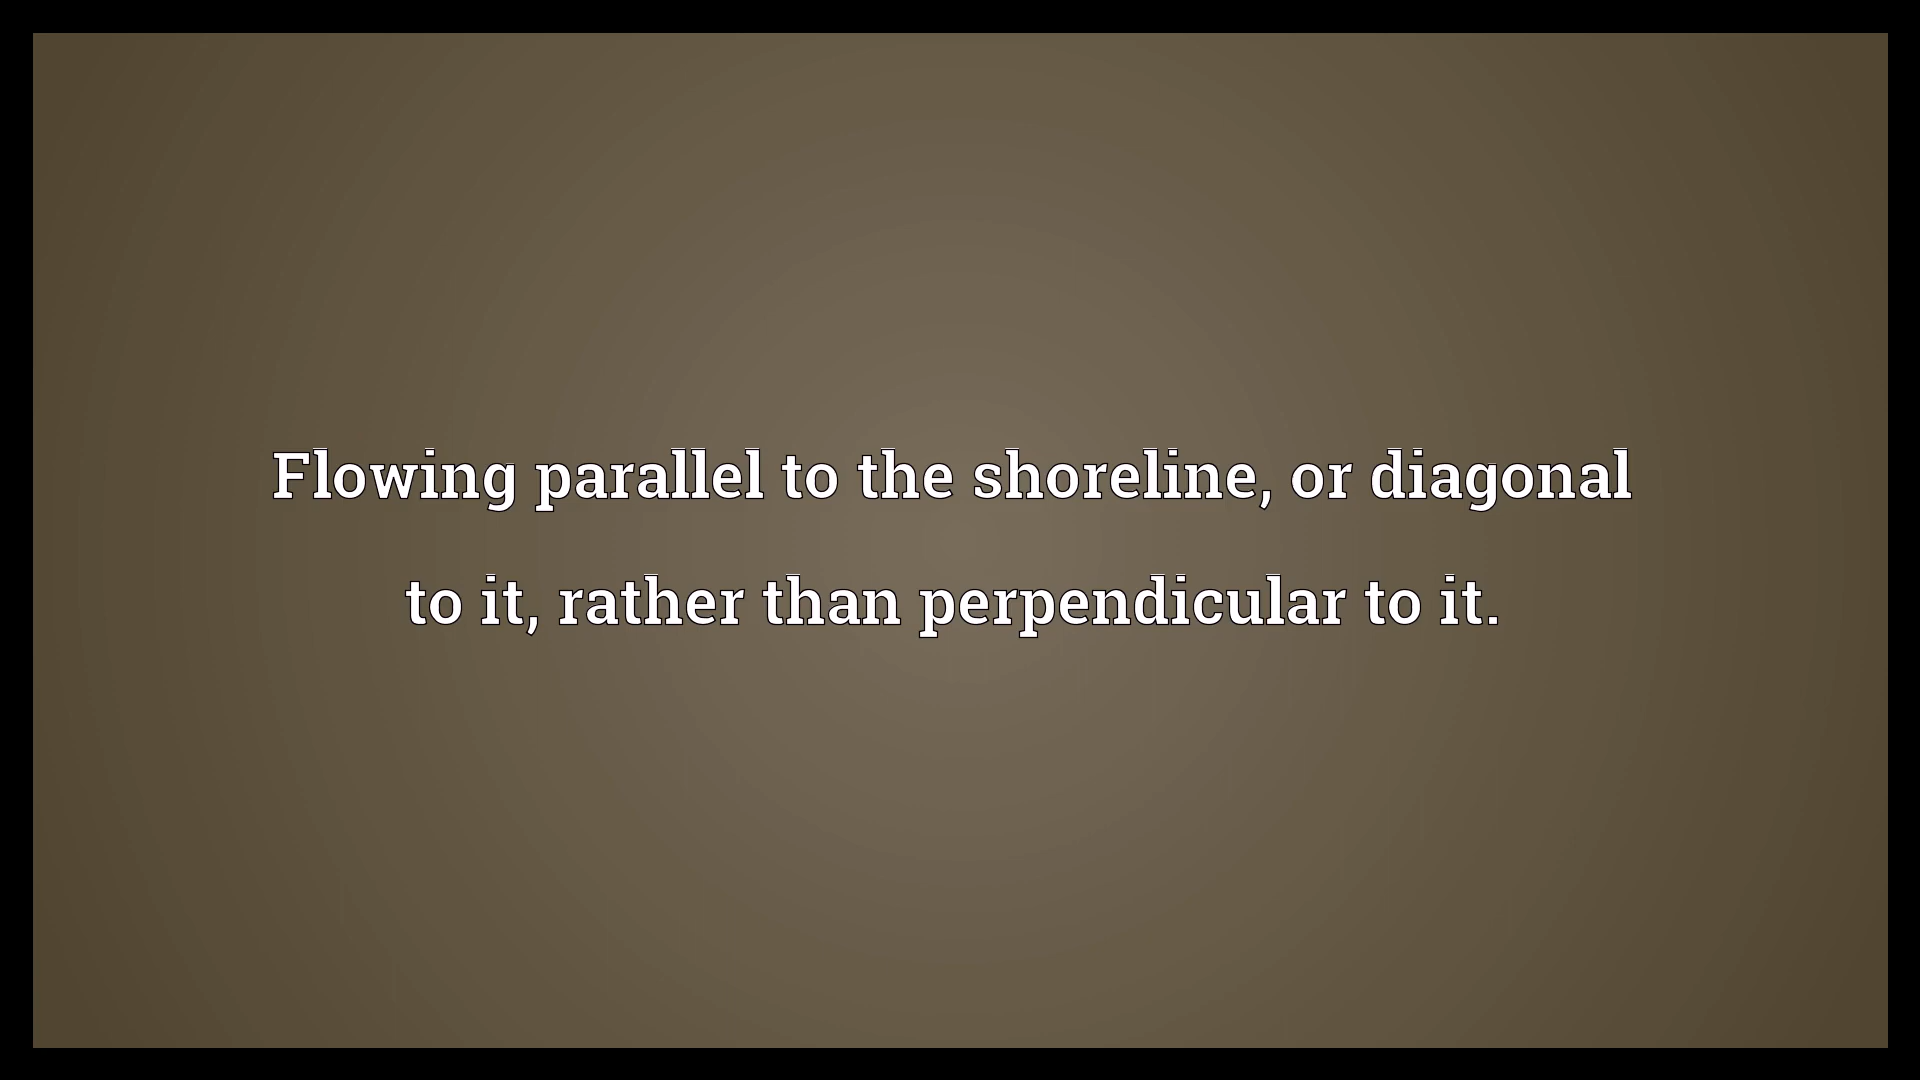 Flowing parallel to the shoreline, or diagonal
to it, rather than perpendicular to it.